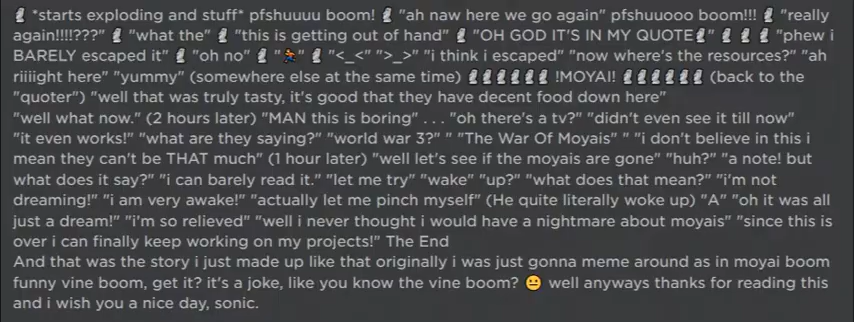 🗿 *starts exploding and stuff* pfshuuuu boom! 🗿 "ah naw here we go again" pfshuuooo boom!!! 🗿 "really
again!!!!???" 🗿 "what the" 🗿 "this is getting out of hand" 🗿 "OH GOD IT'S IN MY QUOTE🗿" 🗿 🗿 🗿 "phew i
BARELY escaped it" 🗿 "oh no" 🗿 "🏃" 🗿 "<_<" ">_>" "i think i escaped" "now where's the resources?" "ah
riiiight here" "yummy" (somewhere else at the same time) 🗿🗿🗿🗿🗿🗿 !MOYAI! 🗿🗿🗿🗿🗿🗿 (back to the
"quoter") "well that was truly tasty, it's good that they have decent food down here"
"well what now." (2 hours later) "MAN this is boring" . . . "oh there's a tv?" "didn't even see it till now"
"it even works!" "what are they saying?" "world war 3?" " "The War Of Moyais" " "i don't believe in this i
mean they can't be THAT much" (1 hour later) "well let's see if the moyais are gone" "huh?" "a note! but
what does it say?" "i can barely read it." "let me try" "wake" "up?" "what does that mean?" "i'm not
dreaming!" "i am very awake!" "actually let me pinch myself" (He quite literally woke up) "A" "oh it was all
just a dream!" "i'm so relieved" "well i never thought i would have a nightmare about moyais" "since this is
over i can finally keep working on my projects!" The End
And that was the story i just made up like that originally i was just gonna meme around as in moyai boom
funny vine boom, get it? it's a joke, like you know the vine boom? 😐 well anyways thanks for reading this
and i wish you a nice day, sonic.